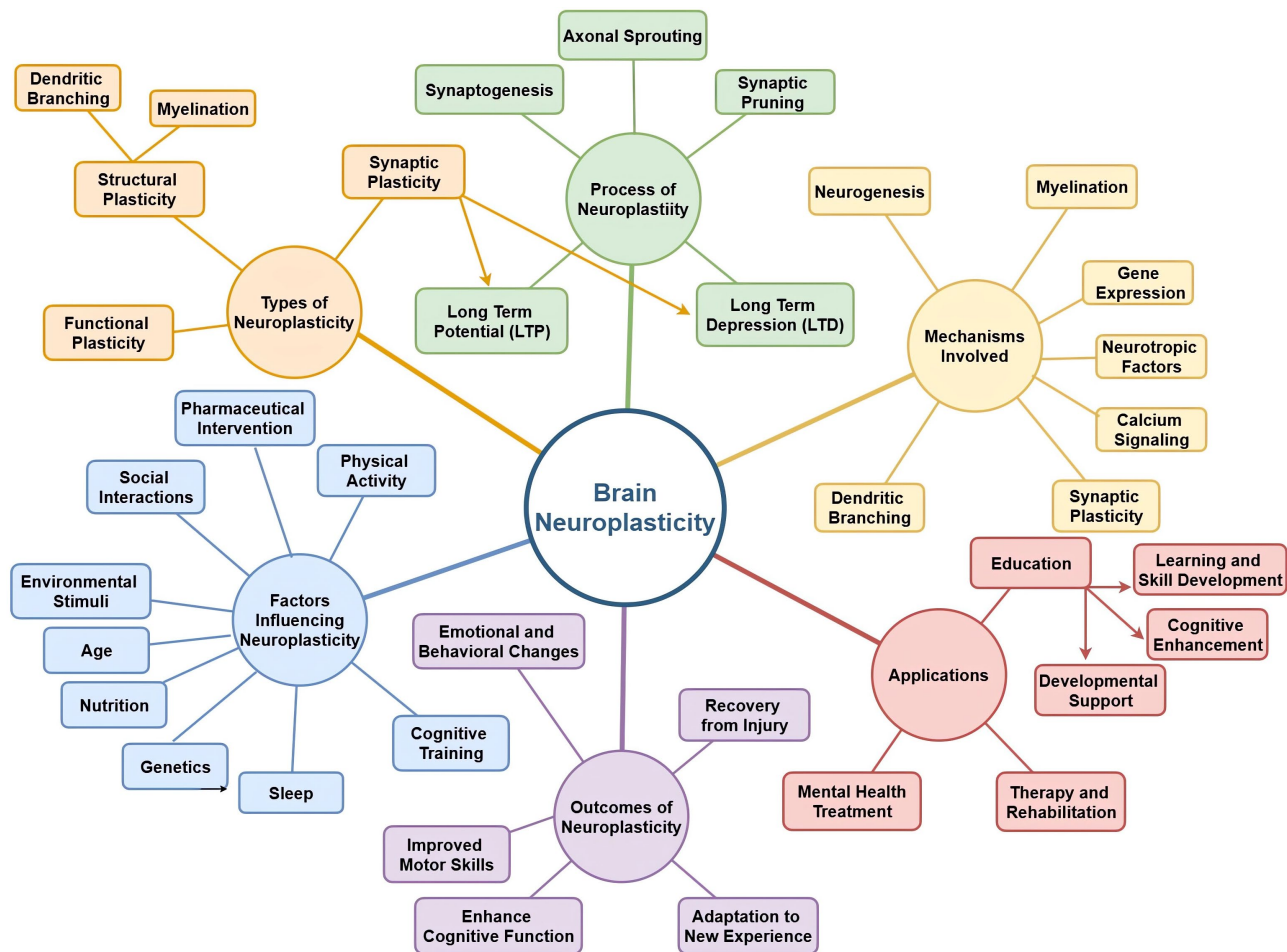 Axonal Sprouting
Synaptogenesis
Synaptic
Pruning
Process of
Neuroplastiity
Long Term
Potential (LTP)
Long Term
Depression (LTD)
Dendritic
Branching
Myelination
Structural
Plasticity
Synaptic
Plasticity
Functional
Plasticity
Types of
Neuroplasticity
Neurogenesis
Myelination
Gene
Expression
Neurotropic
Factors
Calcium
Signaling
Synaptic
Plasticity
Dendritic
Branching
Mechanisms
Involved
Brain
Neuroplasticity
Pharmaceutical
Intervention
Physical
Activity
Social
Interactions
Environmental
Stimuli
Age
Nutrition
Genetics
Sleep
Cognitive
Training
Factors
Influencing
Neuroplasticity
Emotional and
Behavioral Changes
Recovery
from Injury
Outcomes of
Neuroplasticity
Improved
Motor Skills
Enhance
Cognitive Function
Adaptation to
New Experience
Education
Learning and
Skill Development
Cognitive
Enhancement
Developmental
Support
Applications
Mental Health
Treatment
Therapy and
Rehabilitation